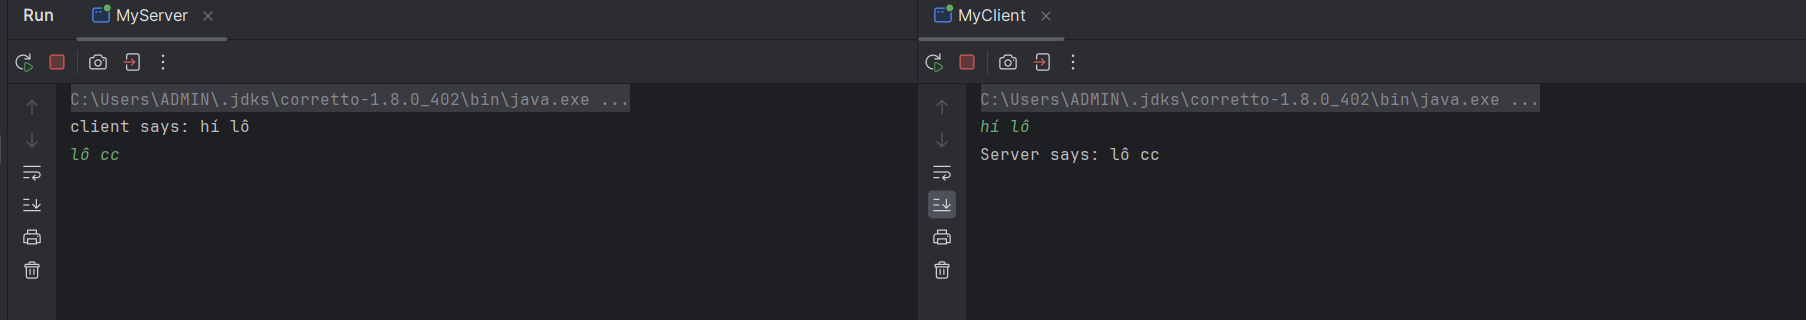 Run MyServer
C:\Users\ADMIN\.jdks\corretto-1.8.0_402\bin\java.exe ...
client says: hí lô
lô cc
MyClient
C:\Users\ADMIN\.jdks\corretto-1.8.0_402\bin\java.exe ...
hí lô
Server says: lô cc